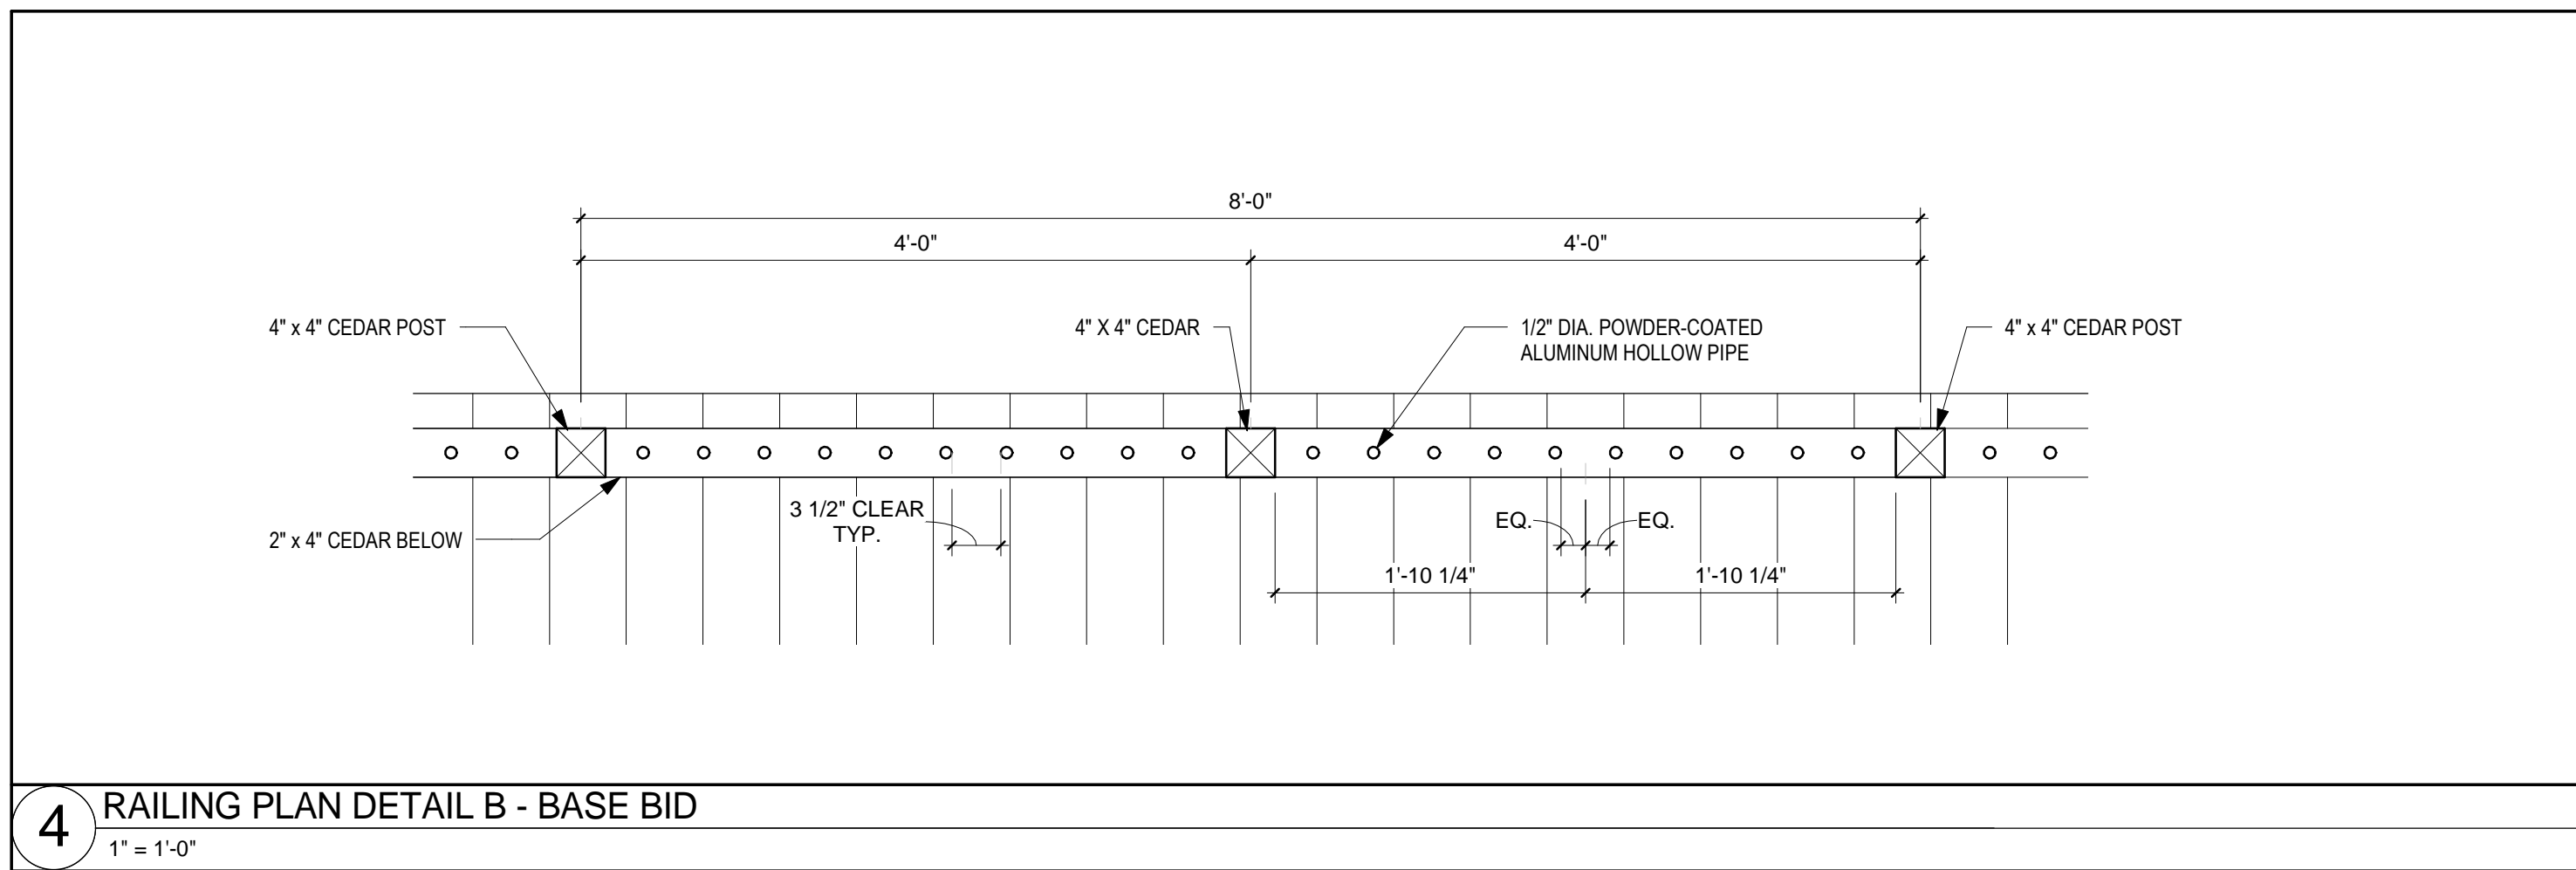 8'-0"
4'-0"
4'-0"
4" x 4" CEDAR POST
4" X 4" CEDAR
1/2" DIA. POWDER-COATED
ALUMINUM HOLLOW PIPE
4" x 4" CEDAR POST
3 1/2" CLEAR
TYP.
EQ.
EQ.
2" x 4" CEDAR BELOW
1'-10 1/4"
1'-10 1/4"
4
RAILING PLAN DETAIL B - BASE BID
1" = 1'-0"